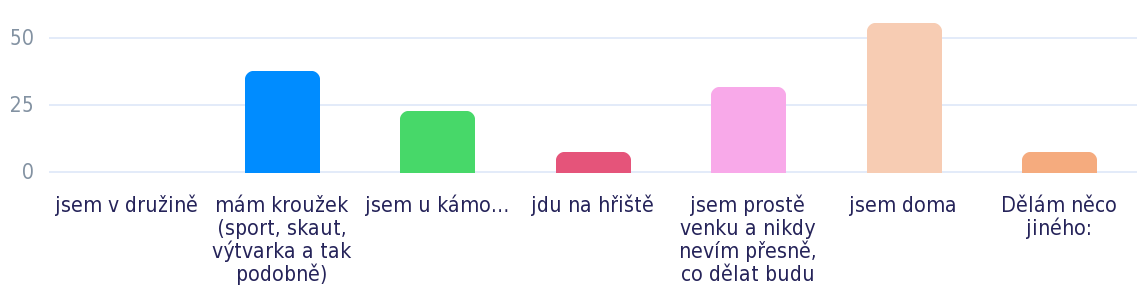 50
25
0
jsem v družině
mám kroužek
(sport, skaut,
výtvarka a tak
podobně)
jsem u kámo...
jdu na hřiště
jsem prostě
venku a nikdy
nevím přesně,
co dělat budu
jsem doma
Dělám něco
jiného: